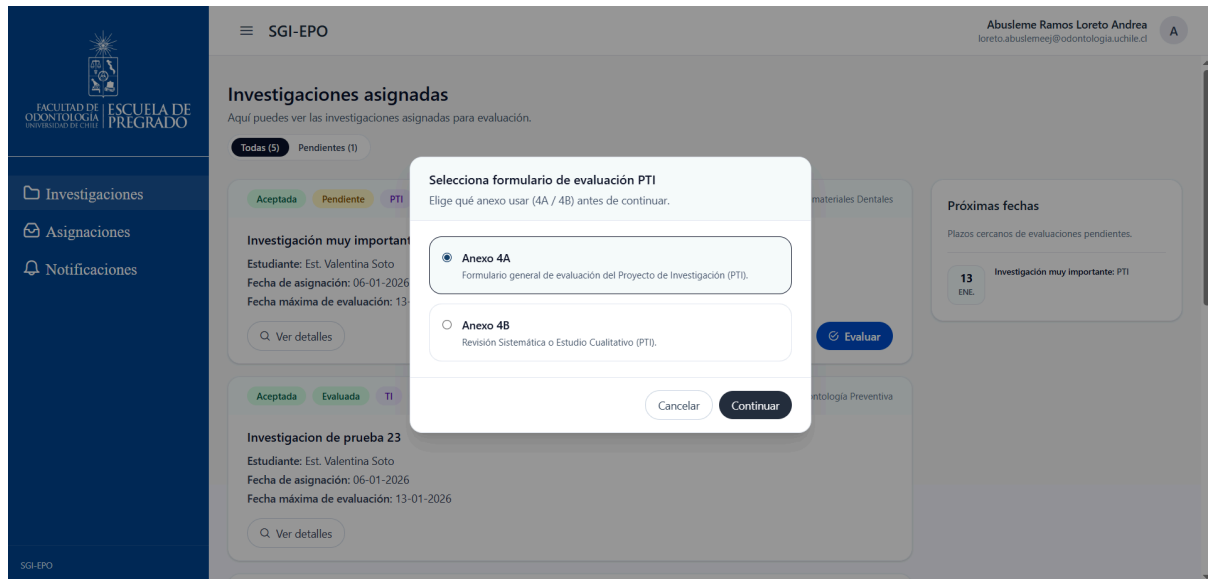 FACULTAD DE
ODONTOLOGÍA
UNIVERSIDAD DE CHILE
ESCUELA DE
PREGRADO
Investigaciones
Asignaciones
Notificaciones
SGI-EPO
SGI-EPO
Abusleme Ramos Loreto Andrea
loreto.abuslemeej@odontologia.uchile.cl
A
Investigaciones asignadas
Aquí puedes ver las investigaciones asignadas para evaluación.
Todas (5) Pendientes (1)
Aceptada Pendiente PTI materiales Dentales
Investigación muy important
Estudiante: Est. Valentina Soto
Fecha de asignación: 06-01-2026
Fecha máxima de evaluación: 13-
Ver detalles Evaluar
Selecciona formulario de evaluación PTI
Elige qué anexo usar (4A / 4B) antes de continuar.
Anexo 4A
Formulario general de evaluación del Proyecto de Investigación (PTI).
Anexo 4B
Revisión Sistemática o Estudio Cualitativo (PTI).
Cancelar Continuar
Aceptada Evaluada TI ntología Preventiva
Investigacion de prueba 23
Estudiante: Est. Valentina Soto
Fecha de asignación: 06-01-2026
Fecha máxima de evaluación: 13-01-2026
Ver detalles
Próximas fechas
Plazos cercanos de evaluaciones pendientes.
13
ENE.
Investigación muy importante: PTI